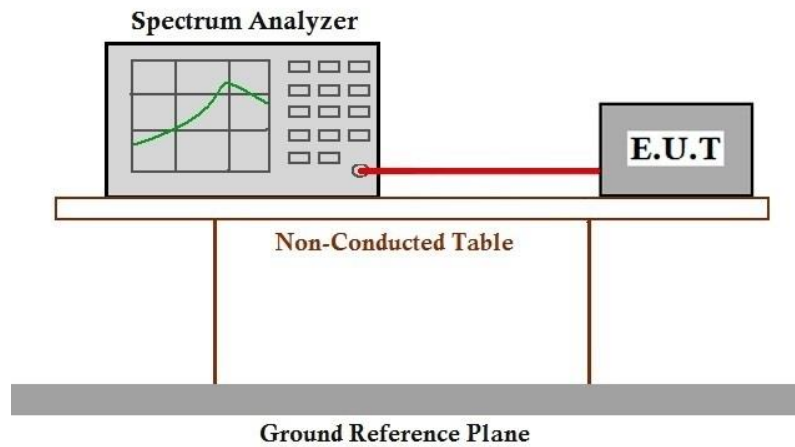 Spectrum Analyzer
E.U.T
Non-Conducted Table
Ground Reference Plane